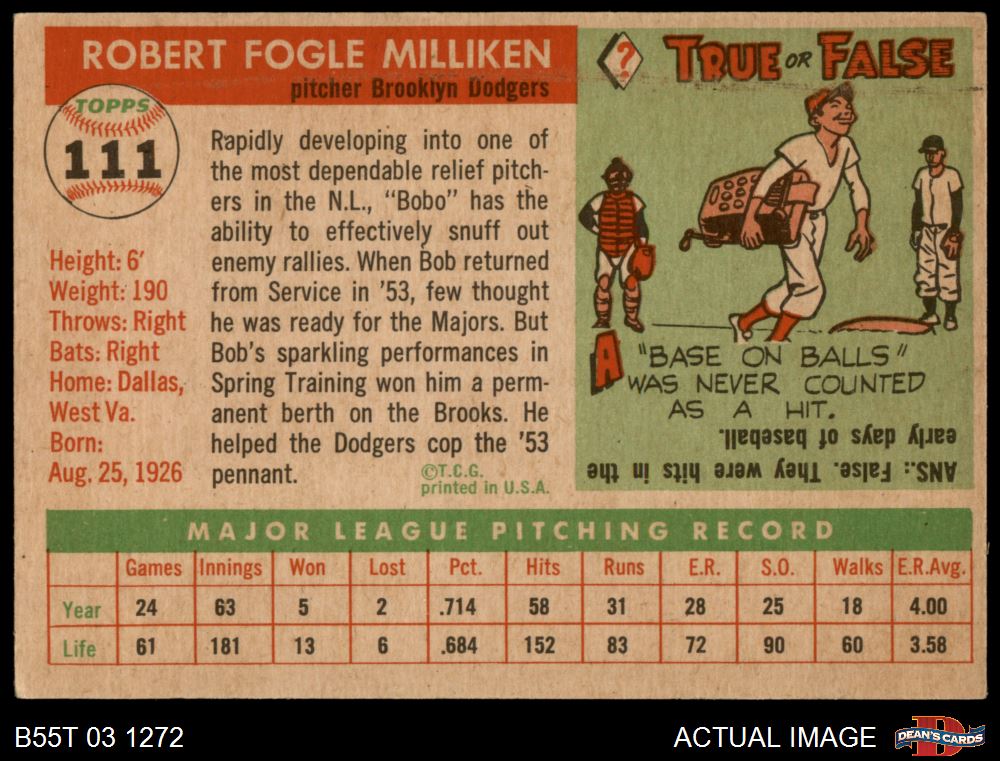 ROBERT FOGLE MILLIKEN
pitcher Brooklyn Dodgers
TOPPS
111
Height: 6′
Weight: 190
Throws: Right
Bats: Right
Home: Dallas,
West Va.
Born:
Aug. 25, 1926
Rapidly developing into one of
the most dependable relief pitch-
ers in the N.L., "Bobo" has the
ability to effectively snuff out
enemy rallies. When Bob returned
from Service in '53, few thought
he was ready for the Majors. But
Bob's sparkling performances in
Spring Training won him a perm-
anent berth on the Brooks. He
helped the Dodgers cop the '53
pennant.
©T.C.G.
printed in U.S.A.
?
TRUE OR FALSE
A "BASE ON BALLS"
WAS NEVER COUNTED
AS A HIT.
ANS.: False. They were hits in the
early days of baseball.
MAJOR LEAGUE PITCHING RECORD
Games Innings Won Lost Pct. Hits Runs E.R. S.O. Walks E.R.Avg.
Year 24 63 5 2 .714 58 31 28 25 18 4.00
Life 61 181 13 6 .684 152 83 72 90 60 3.58
B55T 03 1272
ACTUAL IMAGE
D
DEAN'S CARDS